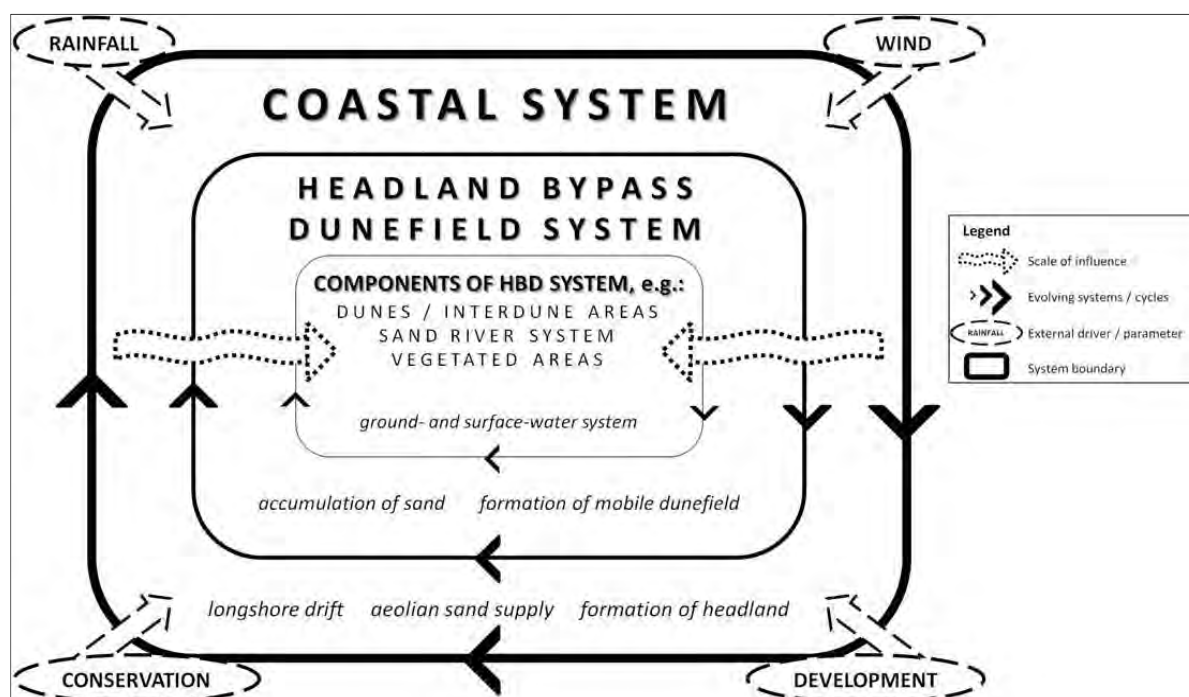 RAINFALL
WIND
COASTAL SYSTEM
HEADLAND BYPASS
DUNEFIELD SYSTEM
COMPONENTS OF HBD SYSTEM, e.g.:
DUNES / INTERDUNE AREAS
SAND RIVER SYSTEM
VEGETATED AREAS
ground- and surface-water system
accumulation of sand
formation of mobile dunefield
longshore drift
aeolian sand supply
formation of headland
CONSERVATION
DEVELOPMENT
Legend
Scale of influence
Evolving systems / cycles
RAINFALL
External driver / parameter
System boundary